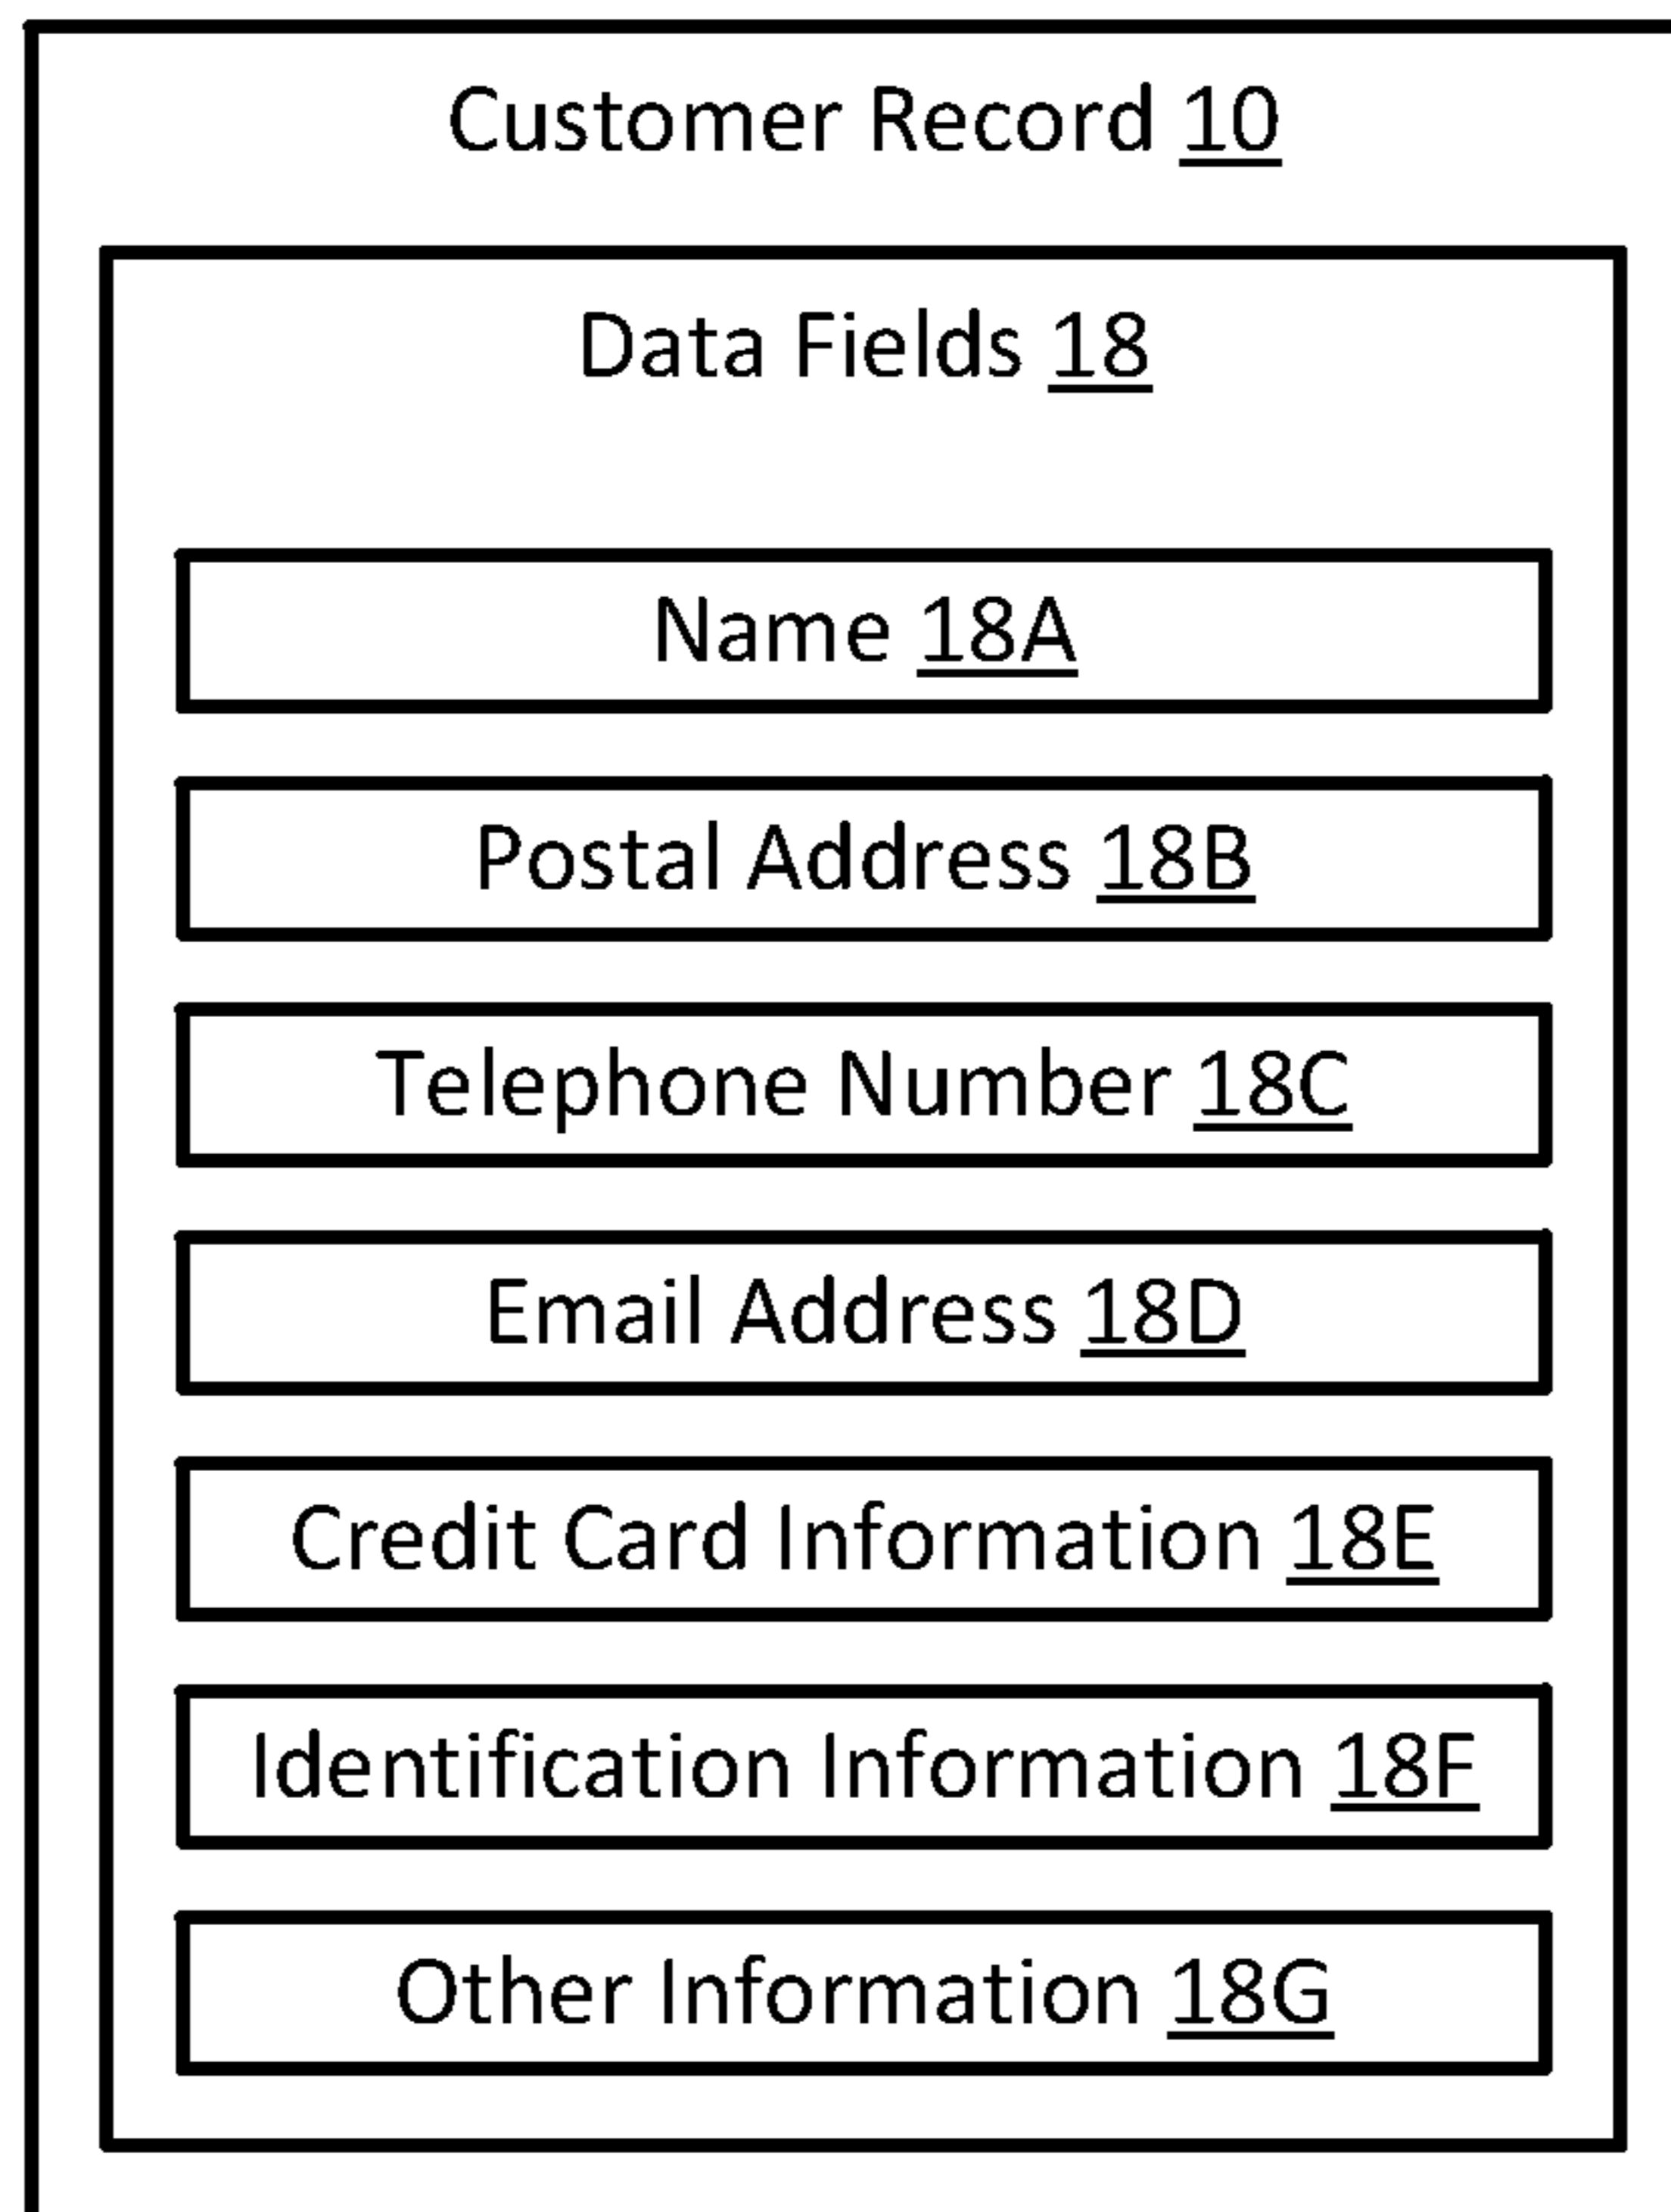 Customer Record 10
Data Fields 18
Name 18A
Postal Address 18B
Telephone Number 18C
Email Address 18D
Credit Card Information 18E
Identification Information 18F
Other Information 18G